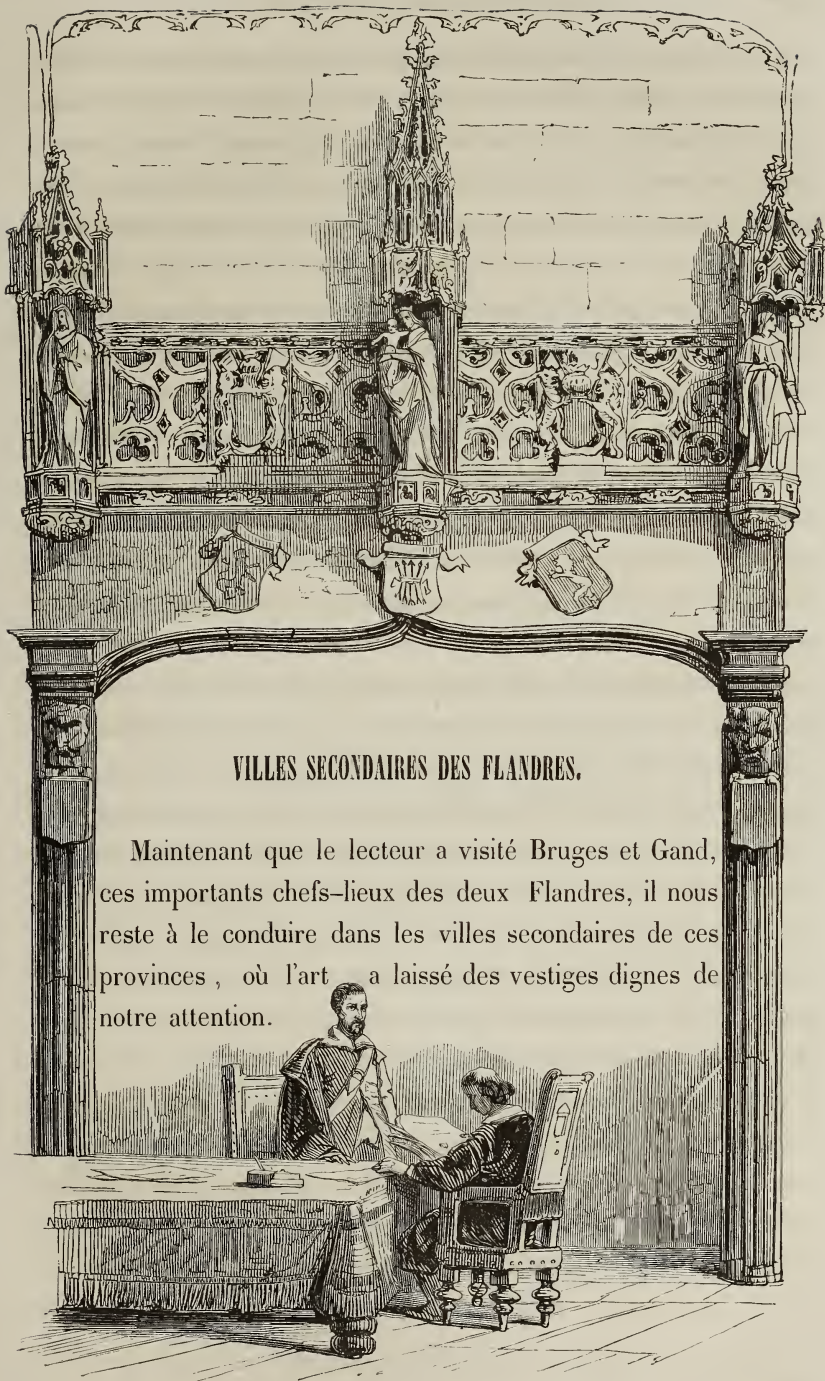 VILLES SECONDAIRES DES FLANDRES.
Maintenant que le lecteur a visité Bruges et Gand,
ces importants chefs-lieux des deux Flandres, il nous
reste à le conduire dans les villes secondaires de ces
provinces , où l'art a laissé des vestiges dignes de
notre attention.